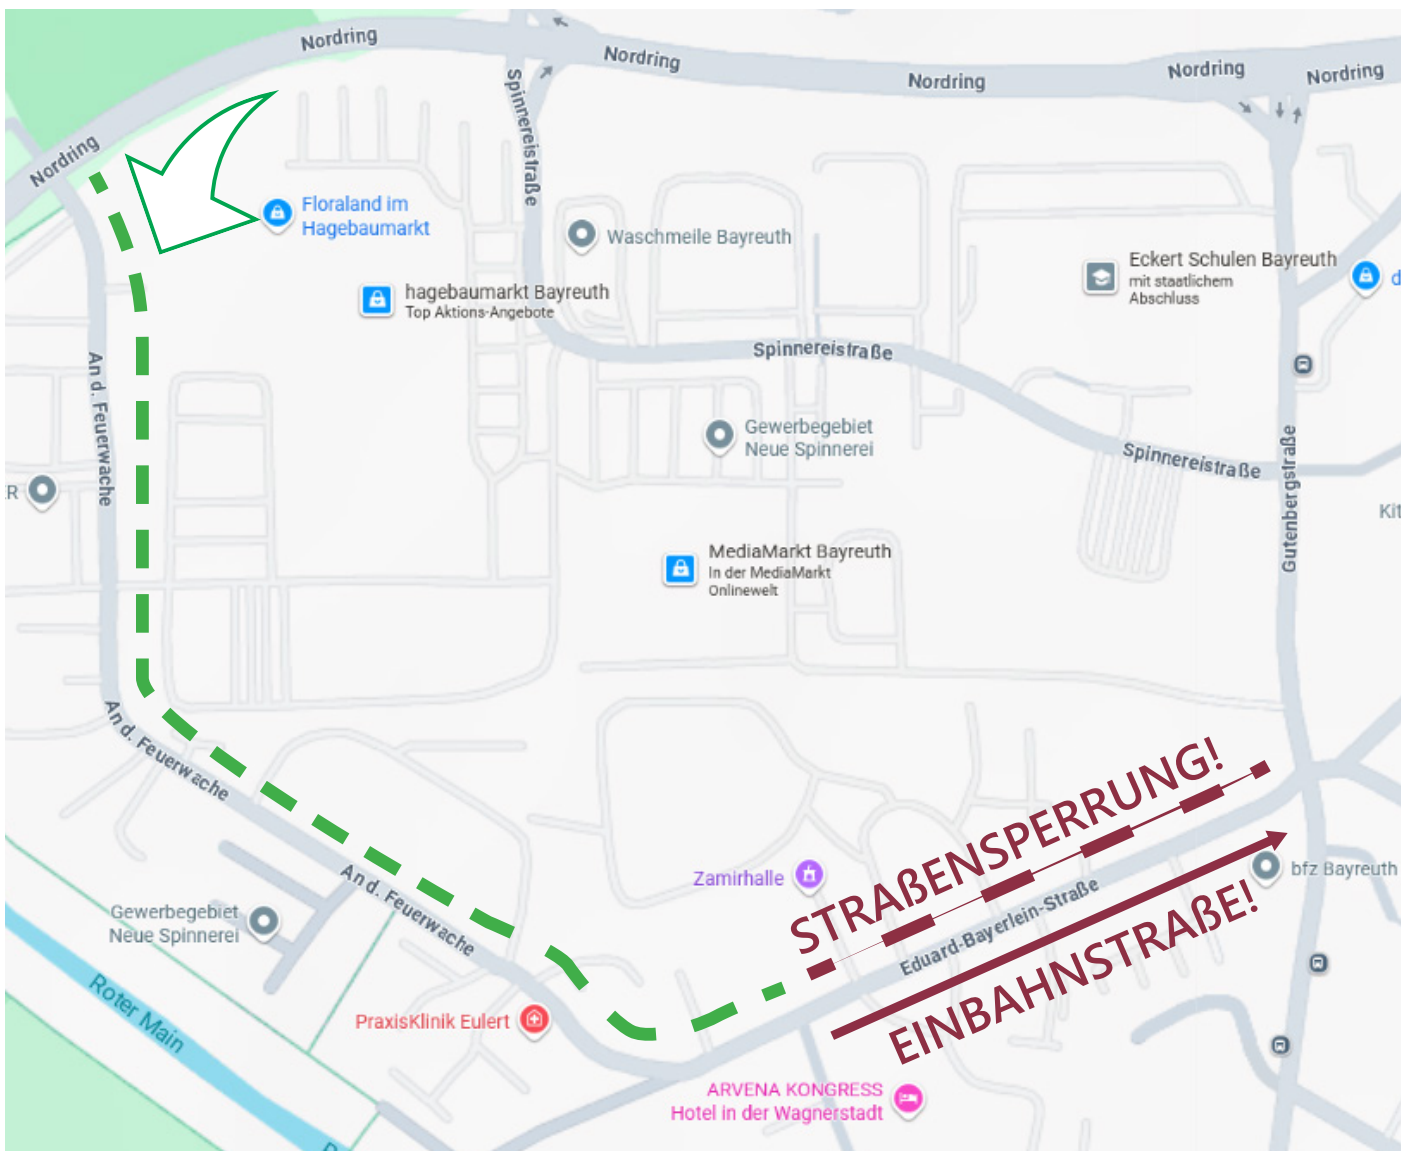 Nordring
Nordring
Nordring
Nordring
Nordring
Nordring
Spinnereistraße
Floraland im
Hagebaumarkt
Waschmeile Bayreuth
Eckert Schulen Bayreuth
mit staatlichem
Abschluss
d
hagebaumarkt Bayreuth
Top Aktions-Angebote
Spinnereistraße
An d. Feuerwache
Gewerbegebiet
Neue Spinnerei
Spinnereistraße
Gutenbergstraße
R
Kit
MediaMarkt Bayreuth
In der MediaMarkt
Onlinewelt
An d. Feuerwache
STRAßENSPERRUNG!
Zamirhalle
bfz Bayreuth
An d. Feuerwache
Gewerbegebiet
Neue Spinnerei
Eduard-Bayerlein-Straße
EINBAHNSTRAßE!
Roter Main
PraxisKlinik Eulert
ARVENA KONGRESS
Hotel in der Wagnerstadt